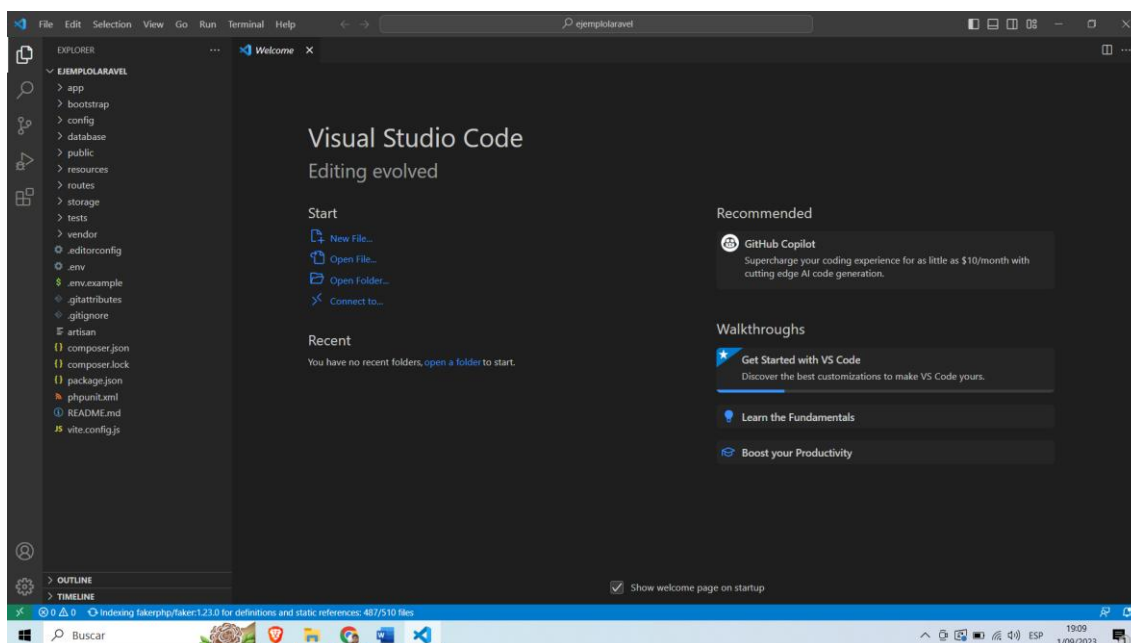 File Edit Selection View Go Run Terminal Help
ejemplolaravel
EXPLORER
Welcome
EJEMPLOLARAVEL
app
bootstrap
config
database
public
resources
routes
storage
tests
vendor
.editorconfig
.env
.env.example
.gitattributes
.gitignore
artisan
composer.json
composer.lock
package.json
phpunit.xml
README.md
JS vite.config.js
OUTLINE
TIMELINE
Visual Studio Code
Editing evolved
Start
New File...
Open File...
Open Folder...
Connect to...
Recent
You have no recent folders, open a folder to start.
Recommended
GitHub Copilot
Supercharge your coding experience for as little as $10/month with
cutting edge AI code generation.
Walkthroughs
Get Started with VS Code
Discover the best customizations to make VS Code yours.
Learn the Fundamentals
Boost your Productivity
Show welcome page on startup
0 0 Indexing fakerphp/faker:1.23.0 for definitions and static references: 487/510 files
Buscar
ESP
19:09
1/09/2023